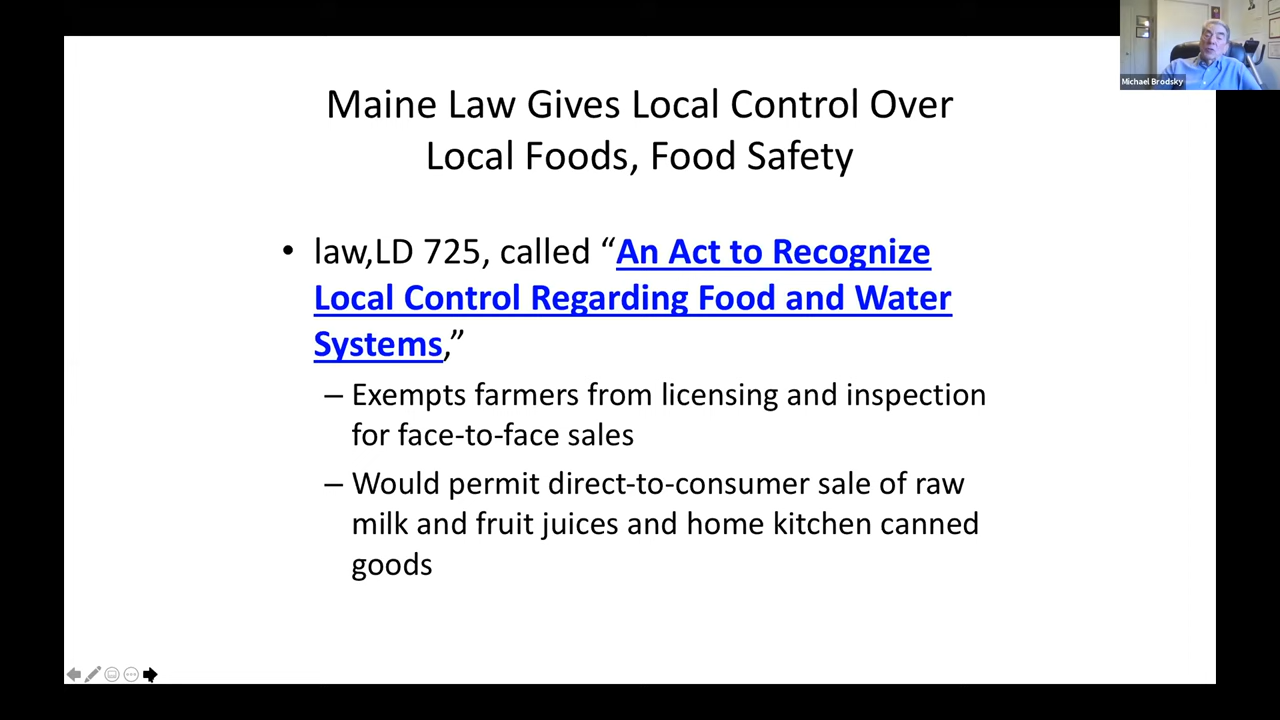 Michael Brodsky
Maine Law Gives Local Control Over
Local Foods, Food Safety
• law,LD 725, called “An Act to Recognize
Local Control Regarding Food and Water
Systems,”
– Exempts farmers from licensing and inspection
for face-to-face sales
– Would permit direct-to-consumer sale of raw
milk and fruit juices and home kitchen canned
goods